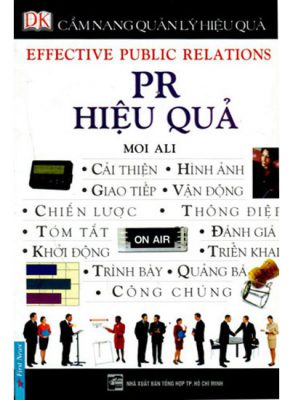 DK
CẨM NANG QUẢN LÝ HIỆU QUẢ
EFFECTIVE PUBLIC RELATIONS
PR
HIỆU QUẢ
MOI ALI
• CẢI THIỆN • HÌNH ẢNH
• GIAO TIẾP • VẬN ĐỘNG
• CHIẾN LƯỢC • THÔNG ĐIỆP
• TÓM TẮT
ON AIR
• ĐÁNH GIÁ
• KHỞI ĐỘNG • TRIỂN KHAI
• TRÌNH BÀY • QUẢNG BÁ
• CÔNG CHÚNG
First News
NHÀ XUẤT BẢN TỔNG HỢP TP. HỒ CHÍ MINH